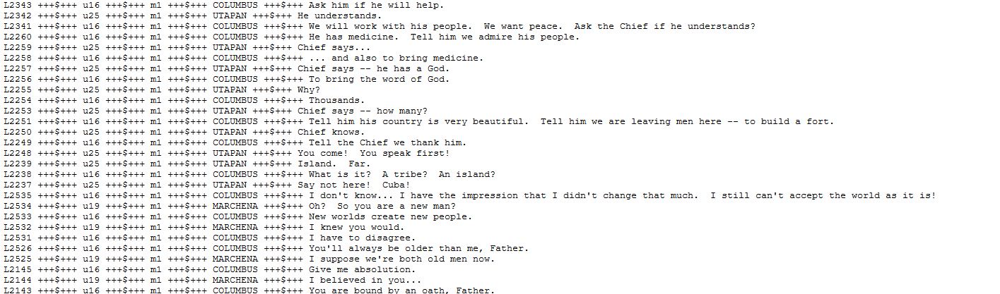 L2343 +++$+++ u16 +++$+++ m1 +++$+++ COLUMBUS +++$+++ Ask him if he will help.
L2342 +++$+++ u25 +++$+++ m1 +++$+++ UTAPAN +++$+++ He understands.
L2341 +++$+++ u16 +++$+++ m1 +++$+++ COLUMBUS +++$+++ We will work with his people.  We want peace.  Ask the Chief if he understands?
L2260 +++$+++ u16 +++$+++ m1 +++$+++ COLUMBUS +++$+++ He has medicine.  Tell him we admire his people.
L2259 +++$+++ u25 +++$+++ m1 +++$+++ UTAPAN +++$+++ Chief says...
L2258 +++$+++ u16 +++$+++ m1 +++$+++ COLUMBUS +++$+++ ... and also to bring medicine.
L2257 +++$+++ u25 +++$+++ m1 +++$+++ UTAPAN +++$+++ Chief says -- he has a God.
L2256 +++$+++ u16 +++$+++ m1 +++$+++ COLUMBUS +++$+++ To bring the word of God.
L2255 +++$+++ u25 +++$+++ m1 +++$+++ UTAPAN +++$+++ Why?
L2254 +++$+++ u16 +++$+++ m1 +++$+++ COLUMBUS +++$+++ Thousands.
L2253 +++$+++ u25 +++$+++ m1 +++$+++ UTAPAN +++$+++ Chief says -- how many?
L2251 +++$+++ u16 +++$+++ m1 +++$+++ COLUMBUS +++$+++ Tell him his country is very beautiful.  Tell him we are leaving men here -- to build a fort.
L2250 +++$+++ u25 +++$+++ m1 +++$+++ UTAPAN +++$+++ Chief knows.
L2249 +++$+++ u16 +++$+++ m1 +++$+++ COLUMBUS +++$+++ Tell the Chief we thank him.
L2248 +++$+++ u25 +++$+++ m1 +++$+++ UTAPAN +++$+++ You come!  You speak first!
L2239 +++$+++ u25 +++$+++ m1 +++$+++ UTAPAN +++$+++ Island.  Far.
L2238 +++$+++ u16 +++$+++ m1 +++$+++ COLUMBUS +++$+++ What is it?  A tribe?  An island?
L2237 +++$+++ u25 +++$+++ m1 +++$+++ UTAPAN +++$+++ Say not here!  Cuba!
L2535 +++$+++ u16 +++$+++ m1 +++$+++ COLUMBUS +++$+++ I don't know... I have the impression that I didn't change that much.  I still can't accept the world as it is!
L2534 +++$+++ u19 +++$+++ m1 +++$+++ MARCHENA +++$+++ Oh?  So you are a new man?
L2533 +++$+++ u16 +++$+++ m1 +++$+++ COLUMBUS +++$+++ New worlds create new people.
L2532 +++$+++ u19 +++$+++ m1 +++$+++ MARCHENA +++$+++ I knew you would.
L2531 +++$+++ u16 +++$+++ m1 +++$+++ COLUMBUS +++$+++ I have to disagree.
L2526 +++$+++ u16 +++$+++ m1 +++$+++ COLUMBUS +++$+++ You'll always be older than me, Father.
L2525 +++$+++ u19 +++$+++ m1 +++$+++ MARCHENA +++$+++ I suppose we're both old men now.
L2145 +++$+++ u16 +++$+++ m1 +++$+++ COLUMBUS +++$+++ Give me absolution.
L2144 +++$+++ u19 +++$+++ m1 +++$+++ MARCHENA +++$+++ I believed in you...
L2143 +++$+++ u16 +++$+++ m1 +++$+++ COLUMBUS +++$+++ You are bound by an oath, Father.